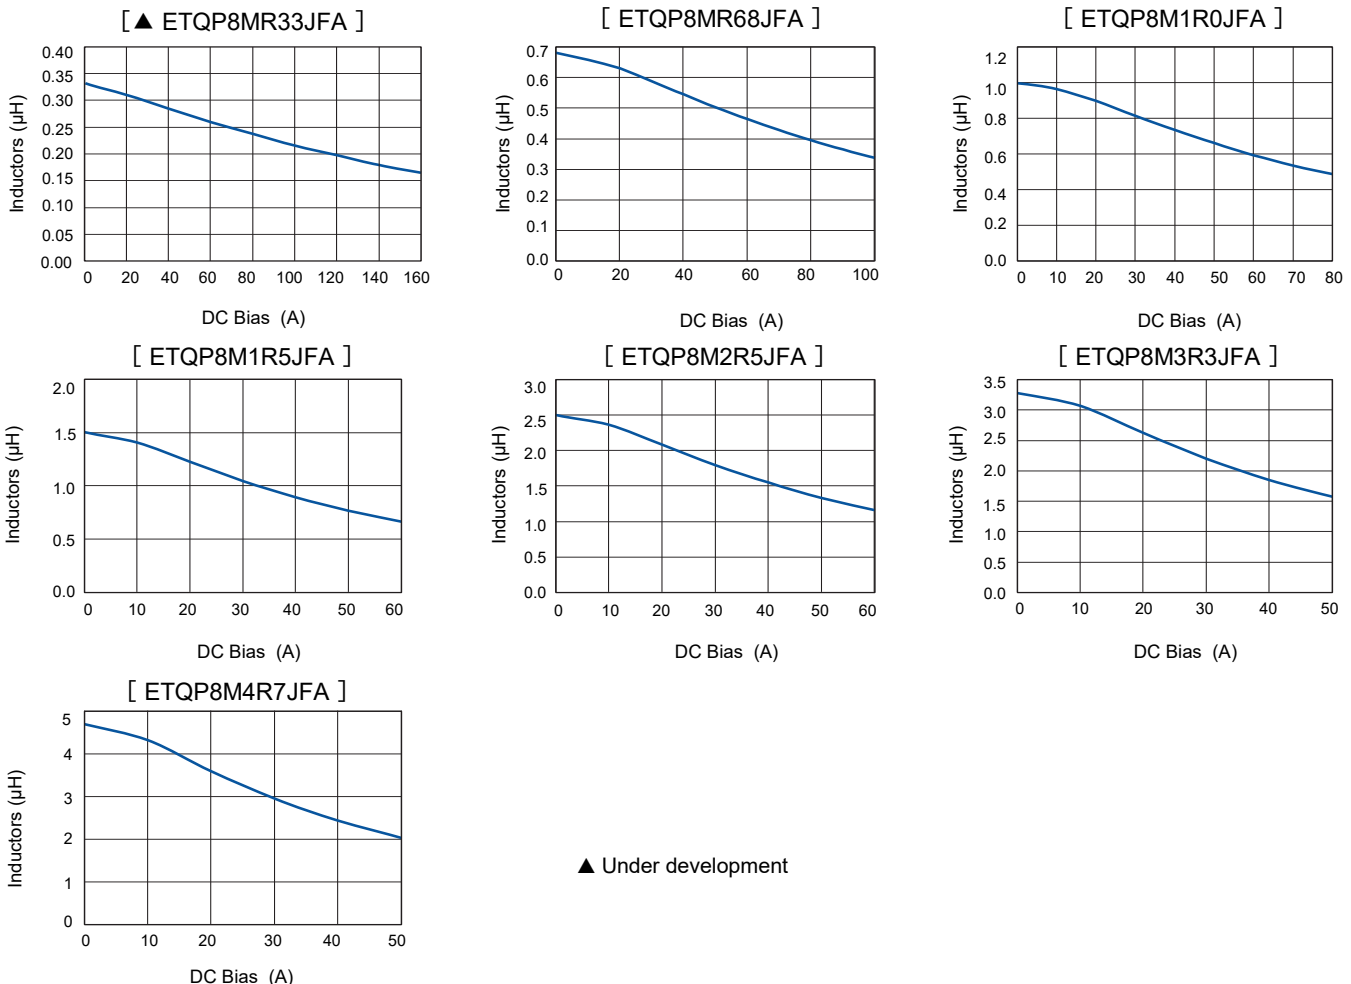 [▲ ETQP8MR33JFA ]
Inductors (μH)
0.40
0.35
0.30
0.25
0.20
0.15
0.10
0.05
0.00
0 20 40 60 80 100 120 140 160
DC Bias (A)
[ ETQP8MR68JFA ]
Inductors (μH)
0.7
0.6
0.5
0.4
0.3
0.2
0.1
0.0
0 20 40 60 80 100
DC Bias (A)
[ ETQP8M1R0JFA ]
Inductors (μH)
1.2
1.0
0.8
0.6
0.4
0.2
0.0
0 10 20 30 40 50 60 70 80
DC Bias (A)
[ ETQP8M1R5JFA ]
Inductors (μH)
2.0
1.5
1.0
0.5
0.0
0 10 20 30 40 50 60
DC Bias (A)
[ ETQP8M2R5JFA ]
Inductors (μH)
3.0
2.5
2.0
1.5
1.0
0.5
0.0
0 10 20 30 40 50 60
DC Bias (A)
[ ETQP8M3R3JFA ]
Inductors (μH)
3.5
3.0
2.5
2.0
1.5
1.0
0.5
0.0
0 10 20 30 40 50
DC Bias (A)
[ ETQP8M4R7JFA ]
Inductors (μH)
5
4
3
2
1
0
0 10 20 30 40 50
DC Bias (A)
▲ Under development